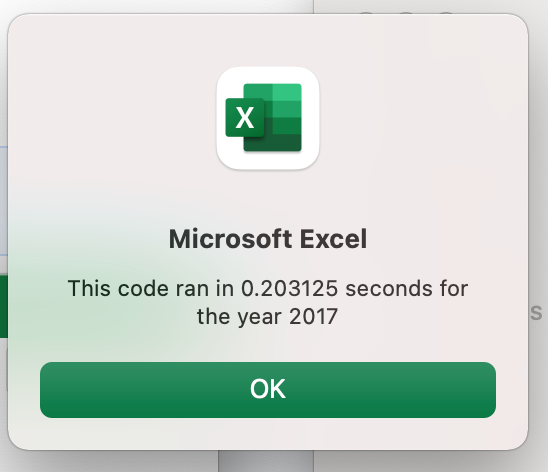 X
Microsoft Excel
This code ran in 0.203125 seconds for
the year 2017
s
OK